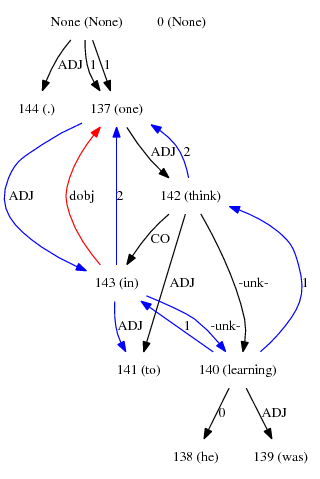 None (None) 0 (None)
ADJ 1 1
144 (.) 137 (one)
ADJ 2
ADJ dobj 2 142 (think)
CO
143 (in) ADJ -unk- 1
ADJ 1 -unk-
141 (to) 140 (learning)
0 ADJ
138 (he) 139 (was)